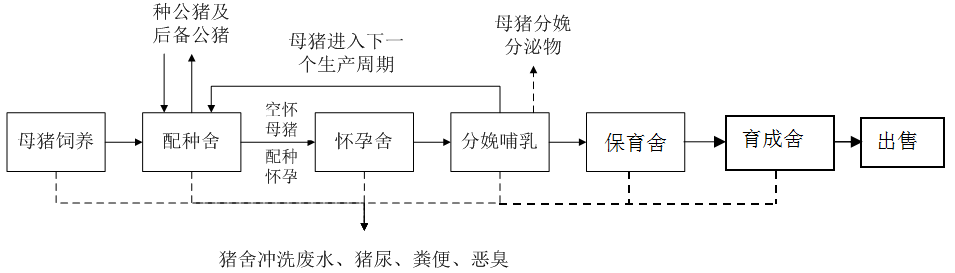 种公猪及
后备公猪
母猪进入下一
个生产周期
母猪分娩
分泌物
母猪饲养
配种舍
空怀
母猪
配种
怀孕
怀孕舍
分娩哺乳
保育舍
育成舍
出售
猪舍冲洗废水、猪尿、粪便、恶臭